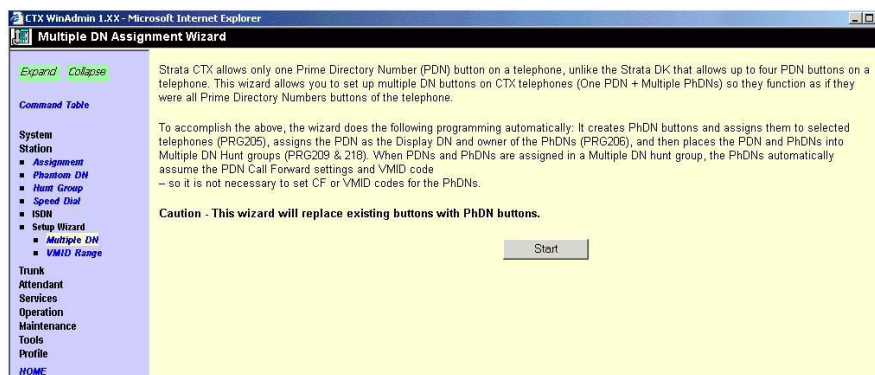 CTX WinAdmin 1.XX - Microsoft Internet Explorer
Multiple DN Assignment Wizard
Expand Collapse
Command Table
System
Station
Assignment
Phantom DN
Hunt Group
Speed Dial
ISDN
Setup Wizard
Multiple DN
VMID Range
Trunk
Attendant
Services
Operation
Maintenance
Tools
Profile
HOME
Strata CTX allows only one Prime Directory Number (PDN) button on a telephone, unlike the Strata DK that allows up to four PDN buttons on a
telephone. This wizard allows you to set up multiple DN buttons on CTX telephones (One PDN + Multiple PhDNs) so they function as if they
were all Prime Directory Numbers buttons of the telephone.
To accomplish the above, the wizard does the following programming automatically: It creates PhDN buttons and assigns them to selected
telephones (PRG205), assigns the PDN as the Display DN and owner of the PhDNs (PRG206), and then places the PDN and PhDNs into
Multiple DN Hunt groups (PRG209 & 218). When PDNs and PhDNs are assigned in a Multiple DN hunt group, the PhDNs automatically
assume the PDN Call Forward settings and VMID code
– so it is not necessary to set CF or VMID codes for the PhDNs.
Caution - This wizard will replace existing buttons with PhDN buttons.
Start